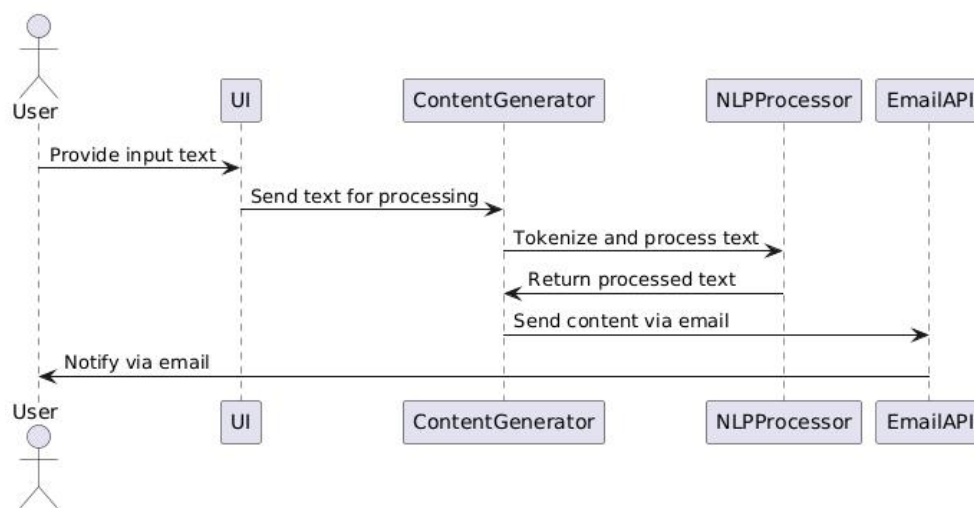 User
UI
ContentGenerator
NLPProcessor
EmailAPI
Provide input text
Send text for processing
Tokenize and process text
Return processed text
Send content via email
Notify via email
User
UI
ContentGenerator
NLPProcessor
EmailAPI